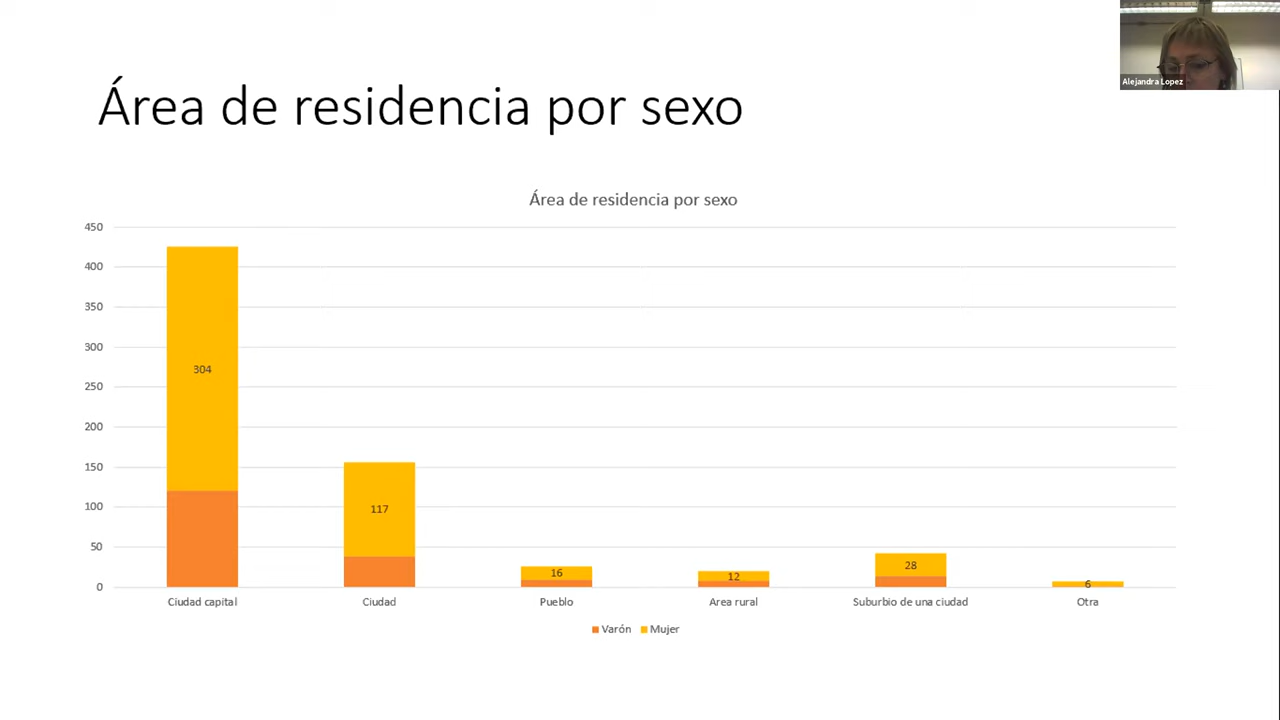 Alejandra Lopez
Área de residencia por sexo
Área de residencia por sexo
450
400
350
300
250
200
150
100
50
0
304
117
16
12
28
6
Ciudad capital
Ciudad
Pueblo
Area rural
Suburbio de una ciudad
Otra
Varón
Mujer